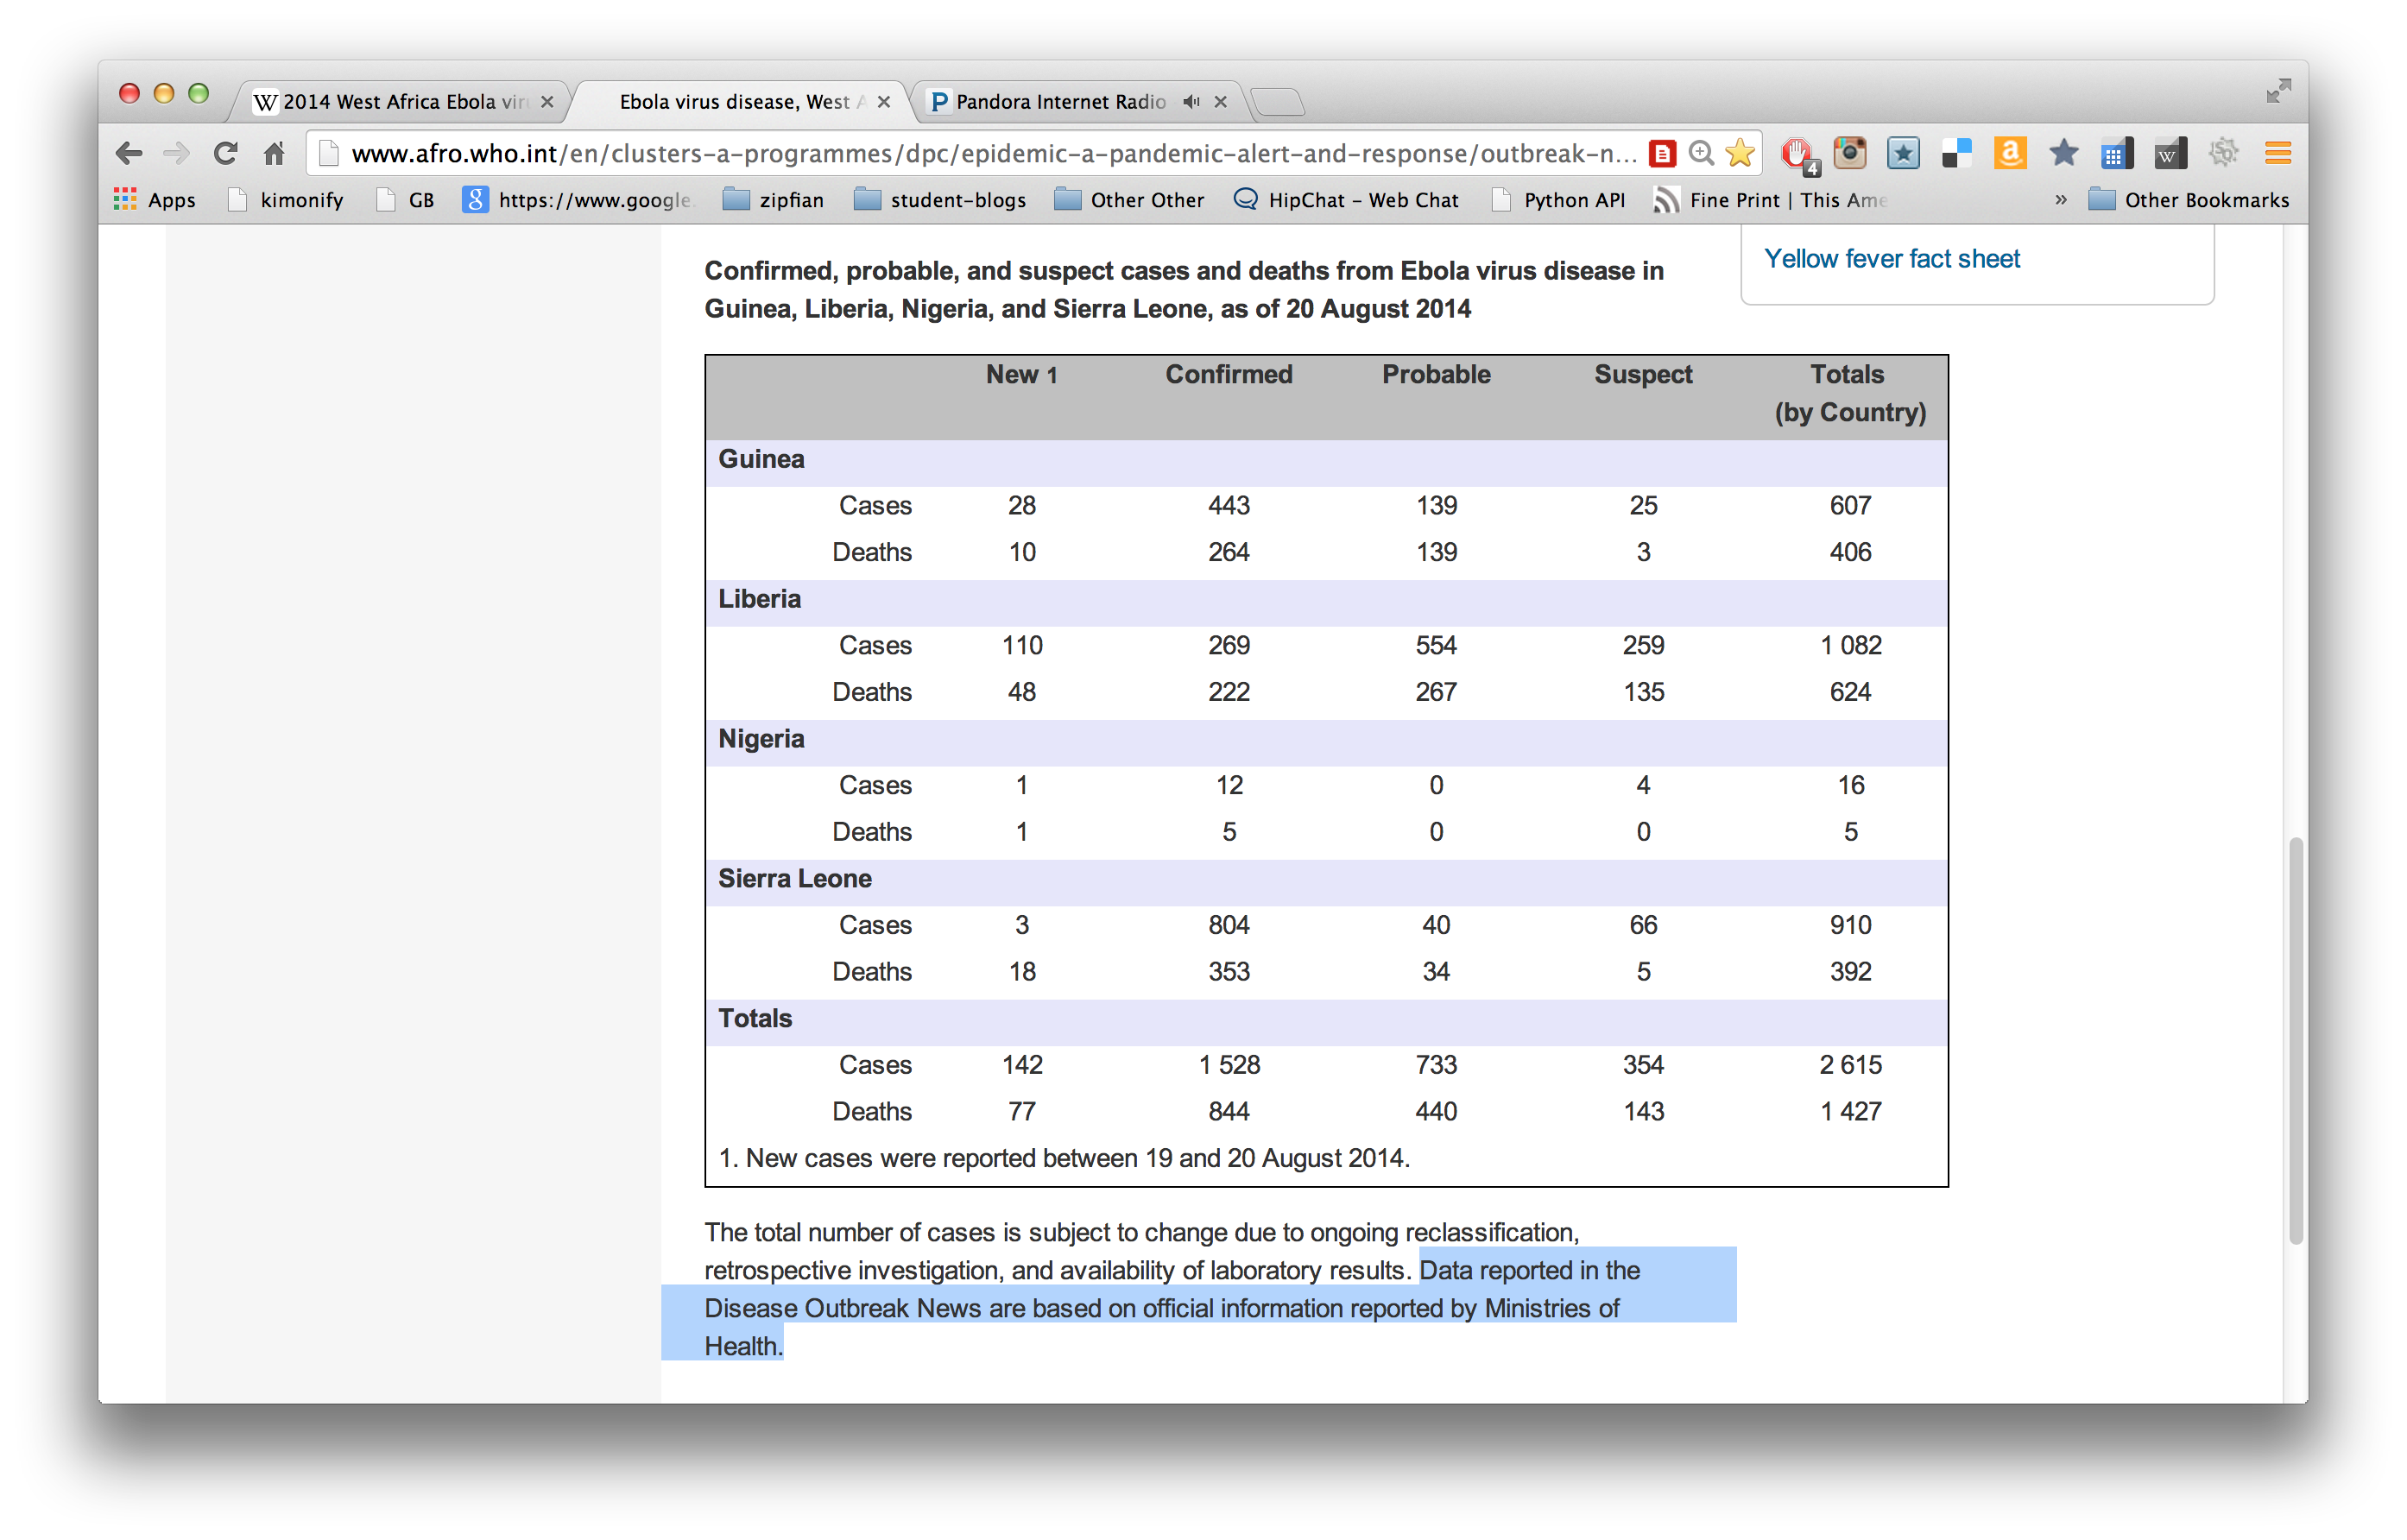 2014 West Africa Ebola vir
Ebola virus disease, West A
Pandora Internet Radio
www.afro.who.int/en/clusters-a-programmes/dpc/epidemic-a-pandemic-alert-and-response/outbreak-n...
4
Apps kimonify GB https://www.google. zipfian student-blogs Other Other HipChat – Web Chat Python API Fine Print | This Ame » Other Bookmarks
Yellow fever fact sheet
Confirmed, probable, and suspect cases and deaths from Ebola virus disease in
Guinea, Liberia, Nigeria, and Sierra Leone, as of 20 August 2014
New 1 Confirmed Probable Suspect Totals
(by Country)
Guinea
Cases 28 443 139 25 607
Deaths 10 264 139 3 406
Liberia
Cases 110 269 554 259 1 082
Deaths 48 222 267 135 624
Nigeria
Cases 1 12 0 4 16
Deaths 1 5 0 0 5
Sierra Leone
Cases 3 804 40 66 910
Deaths 18 353 34 5 392
Totals
Cases 142 1 528 733 354 2 615
Deaths 77 844 440 143 1 427
1. New cases were reported between 19 and 20 August 2014.
The total number of cases is subject to change due to ongoing reclassification,
retrospective investigation, and availability of laboratory results. Data reported in the
Disease Outbreak News are based on official information reported by Ministries of
Health.